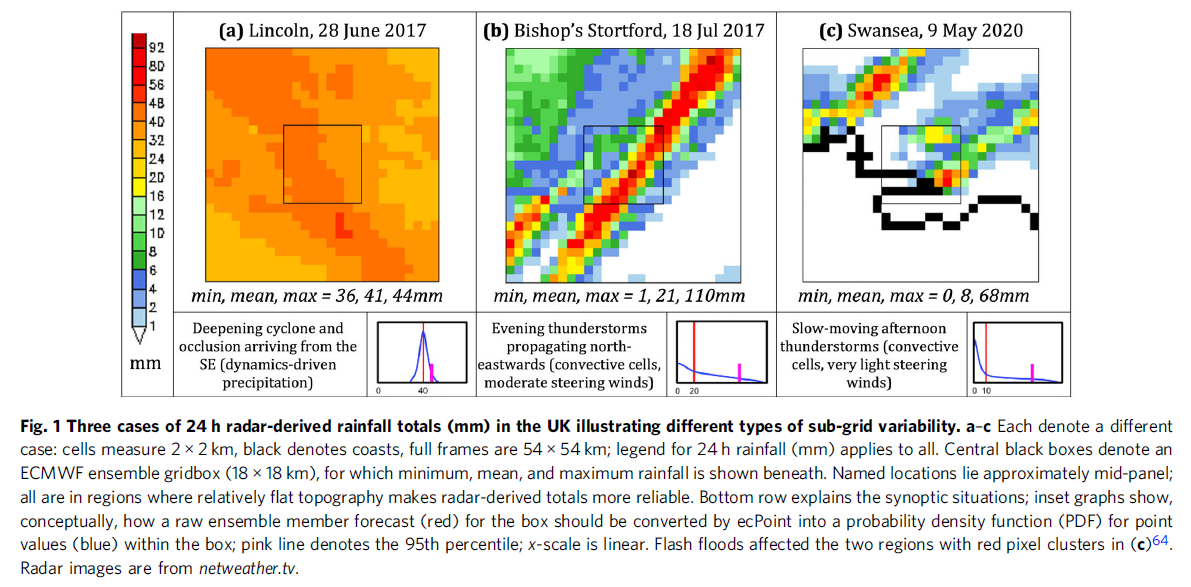 (a) Lincoln, 28 June 2017
(b) Bishop's Stortford, 18 Jul 2017
(c) Swansea, 9 May 2020
92
80
56
48
40
32
24
20
16
12
10
8
6
4
2
1
mm
min, mean, max = 36, 41, 44mm
min, mean, max = 1, 21, 110mm
min, mean, max = 0, 8, 68mm
Deepening cyclone and
occlusion arriving from the
SE (dynamics-driven
precipitation)
0 40
Evening thunderstorms
propagating north-
eastwards (convective cells,
moderate steering winds)
0 20
Slow-moving afternoon
thunderstorms (convective
cells, very light steering
winds)
0 10
Fig. 1 Three cases of 24 h radar-derived rainfall totals (mm) in the UK illustrating different types of sub-grid variability. a–c Each denote a different
case: cells measure 2 × 2 km, black denotes coasts, full frames are 54 × 54 km; legend for 24 h rainfall (mm) applies to all. Central black boxes denote an
ECMWF ensemble gridbox (18 × 18 km), for which minimum, mean, and maximum rainfall is shown beneath. Named locations lie approximately mid-panel;
all are in regions where relatively flat topography makes radar-derived totals more reliable. Bottom row explains the synoptic situations; inset graphs show,
conceptually, how a raw ensemble member forecast (red) for the box should be converted by ecPoint into a probability density function (PDF) for point
values (blue) within the box; pink line denotes the 95th percentile; x-scale is linear. Flash floods affected the two regions with red pixel clusters in (c)64.
Radar images are from netweather.tv.